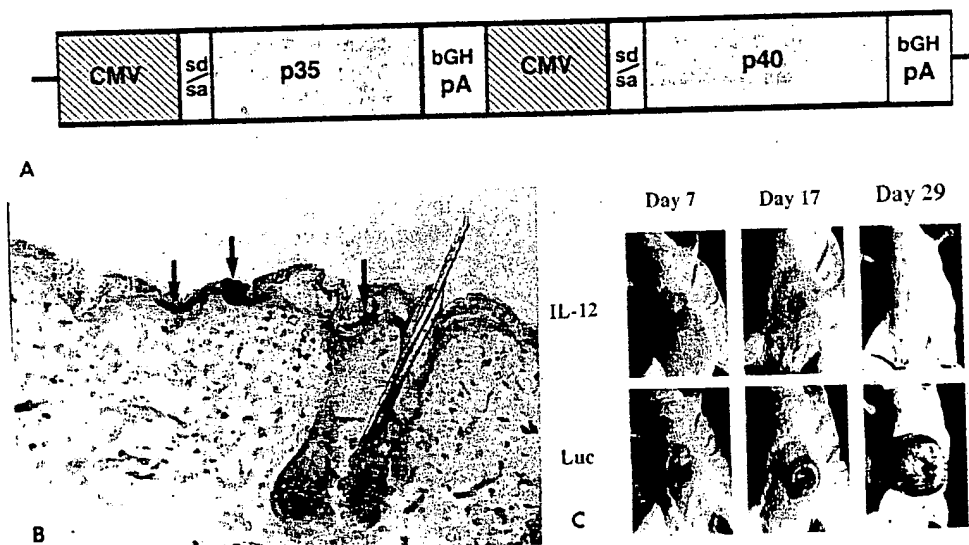 CMV
sd/sa
p35
bGH pA
CMV
sd/sa
p40
bGH pA
A
Day 7
Day 17
Day 29
IL-12
Luc
B
C